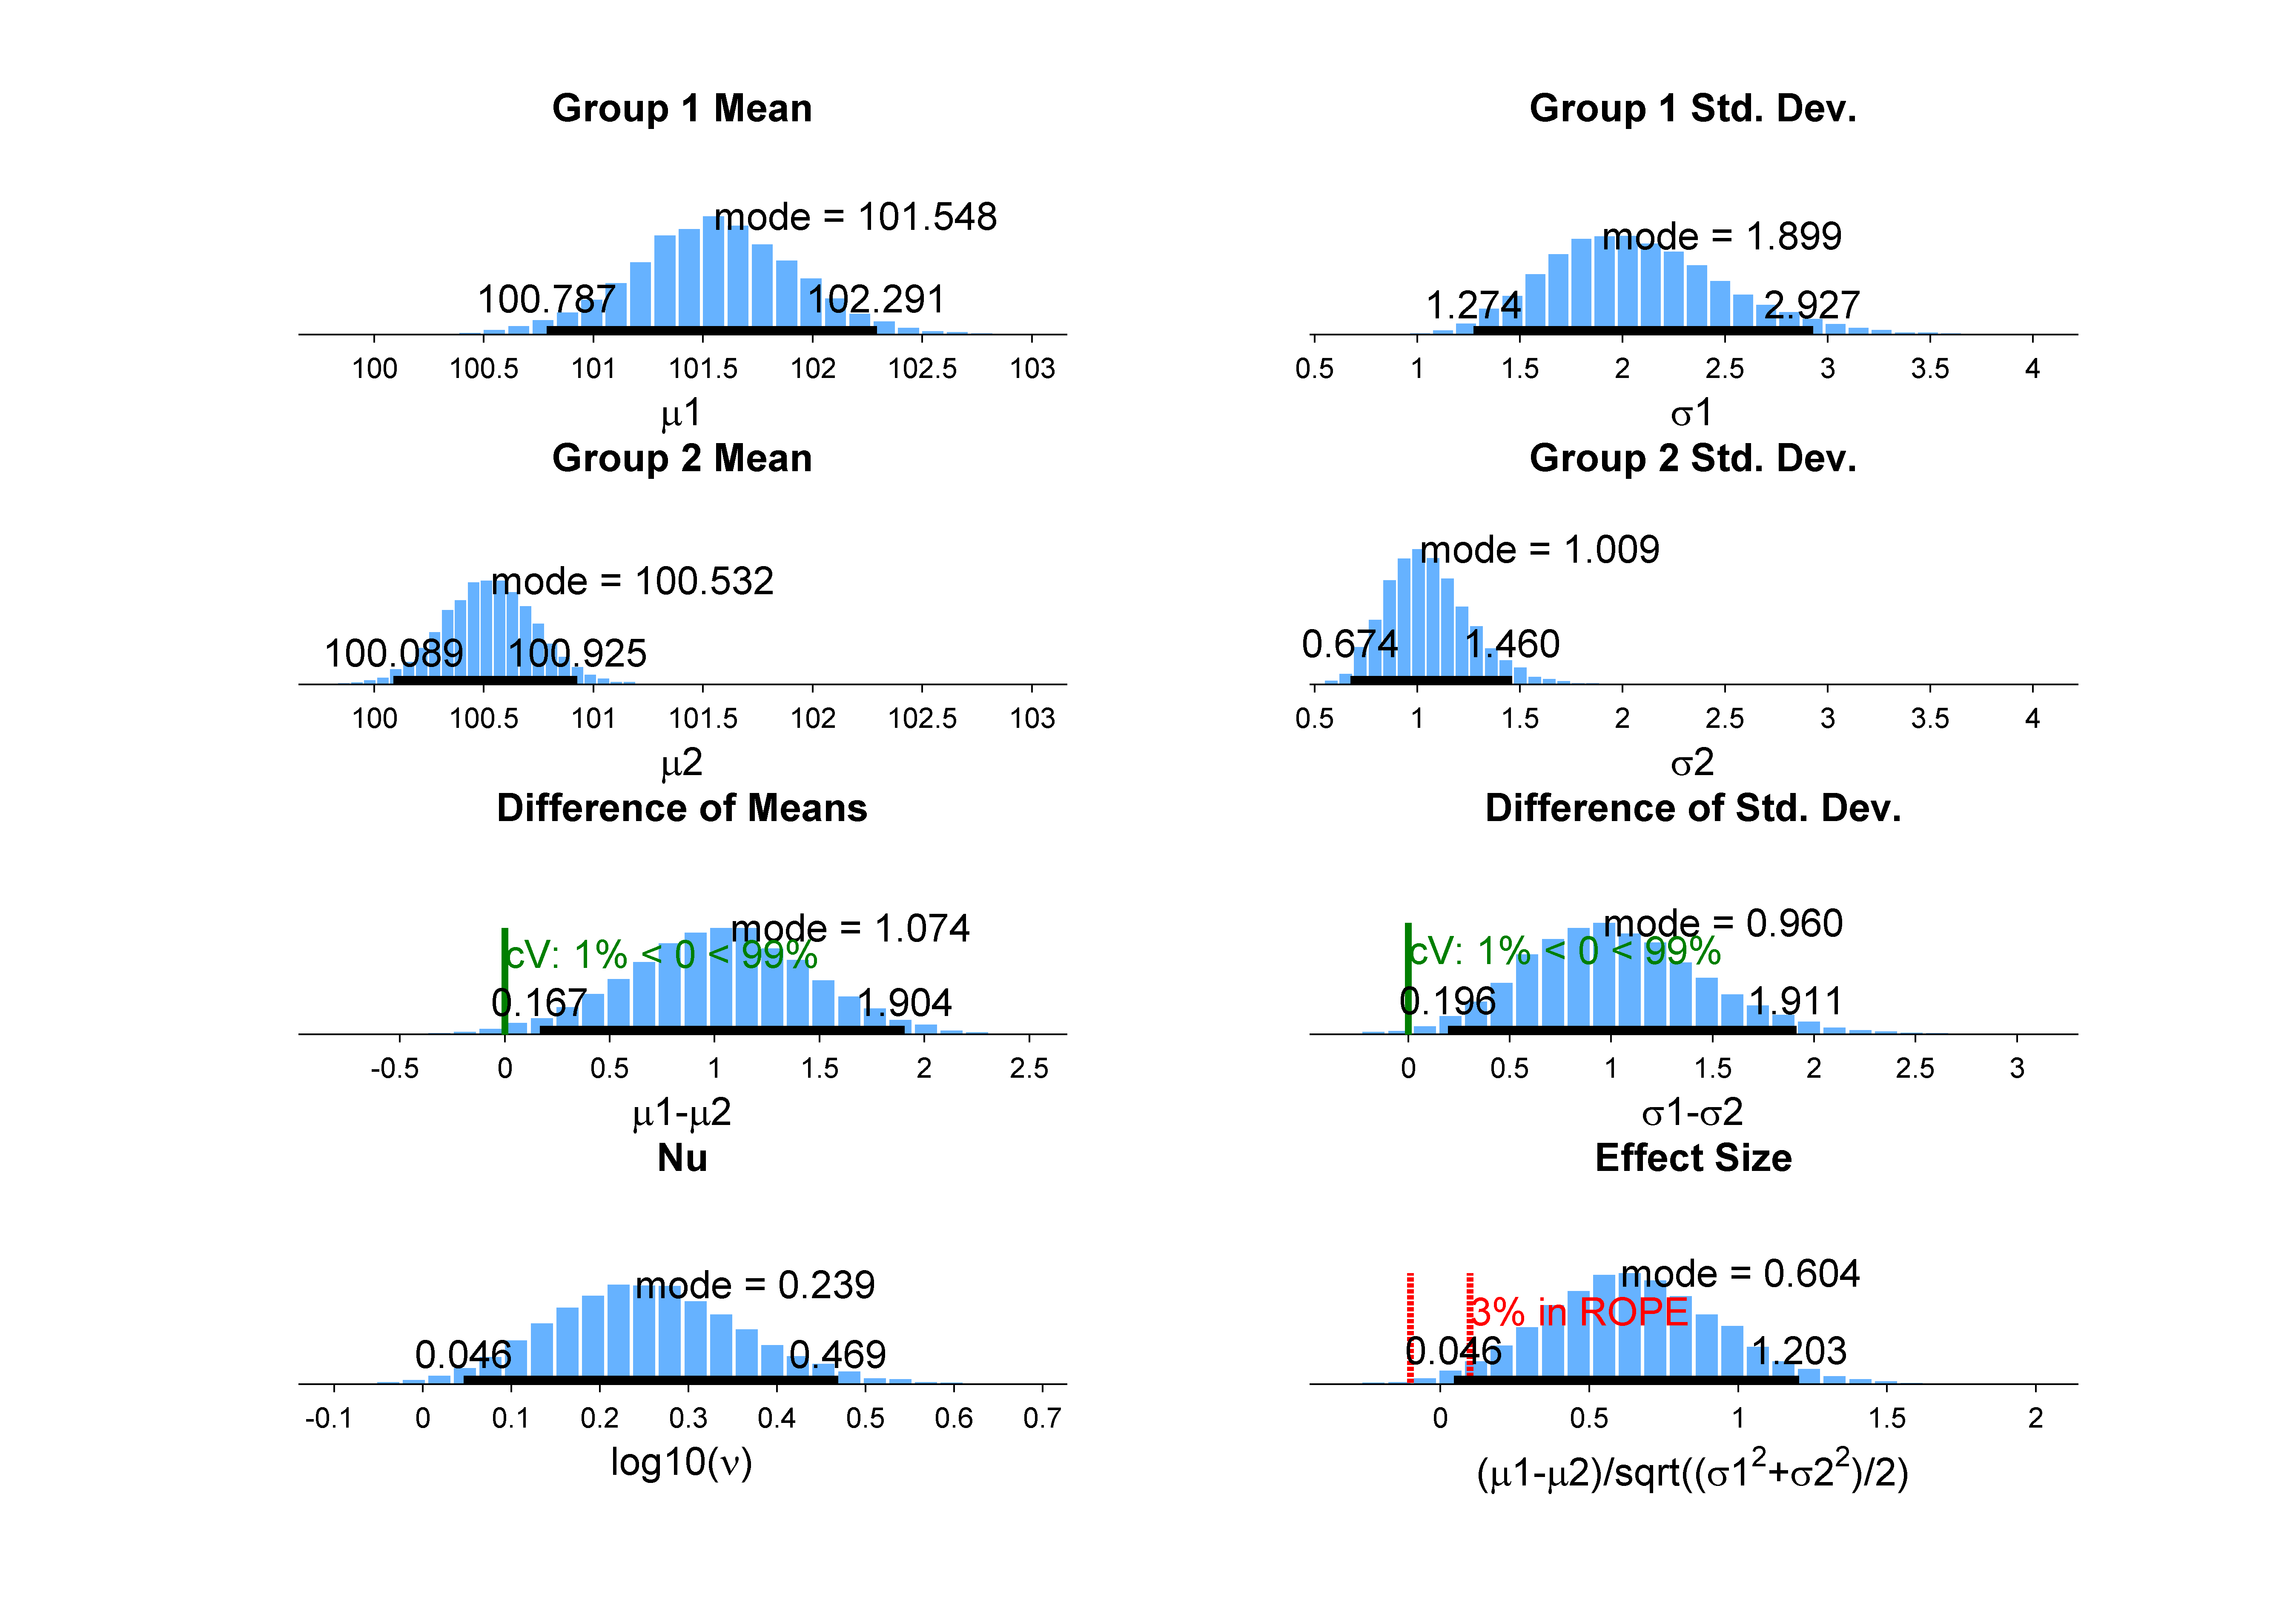 Group 1 Mean
mode = 101.548
100.787 102.291
100 100.5 101 101.5 102 102.5 103
μ1
Group 1 Std. Dev.
mode = 1.899
1.274 2.927
0.5 1 1.5 2 2.5 3 3.5 4
σ1
Group 2 Mean
mode = 100.532
100.089 100.925
100 100.5 101 101.5 102 102.5 103
μ2
Group 2 Std. Dev.
mode = 1.009
0.674 1.460
0.5 1 1.5 2 2.5 3 3.5 4
σ2
Difference of Means
mode = 1.074
cV: 1% < 0 < 99%
0.167 1.904
-0.5 0 0.5 1 1.5 2 2.5
μ1-μ2
Difference of Std. Dev.
mode = 0.960
cV: 1% < 0 < 99%
0.196 1.911
0 0.5 1 1.5 2 2.5 3
σ1-σ2
Nu
mode = 0.239
0.046 0.469
-0.1 0 0.1 0.2 0.3 0.4 0.5 0.6 0.7
log10(ν)
Effect Size
mode = 0.604
3% in ROPE
0.046 1.203
0 0.5 1 1.5 2
(μ1-μ2)/sqrt((σ1²+σ2²)/2)